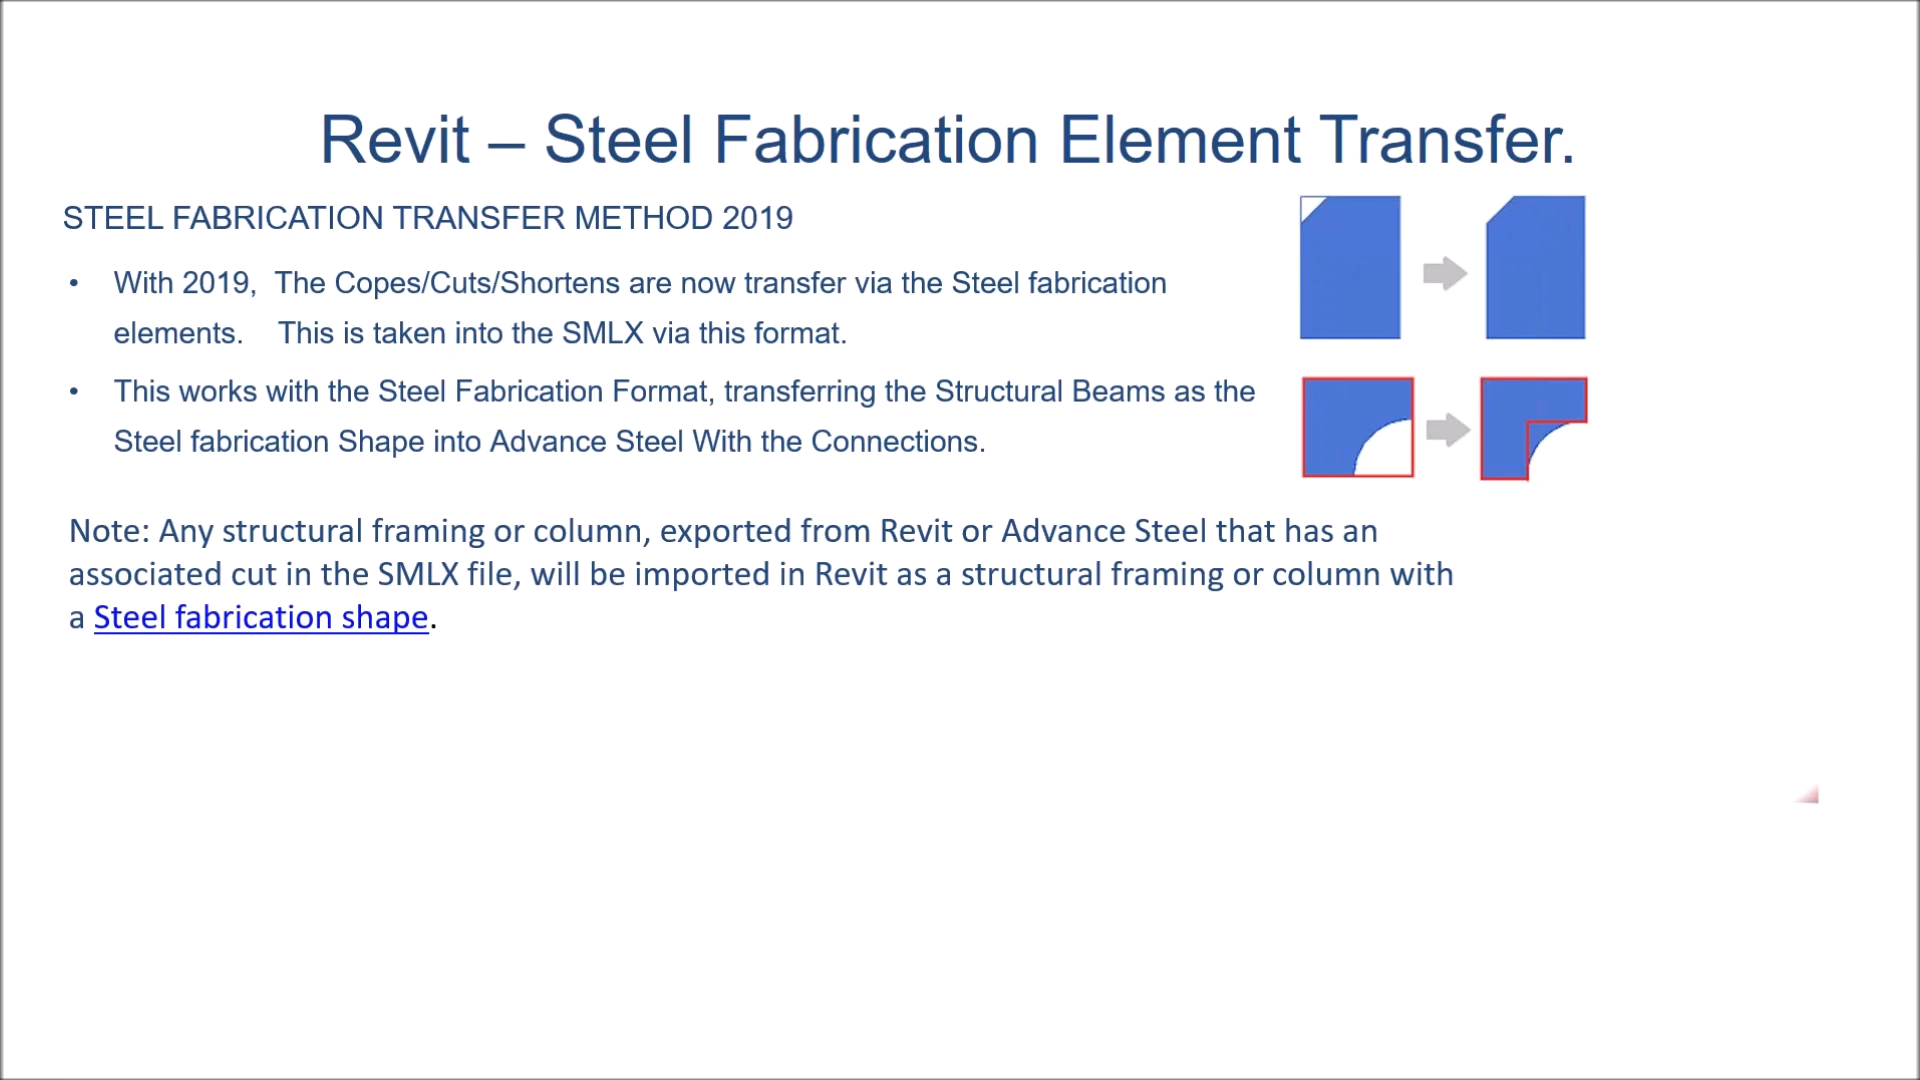 Revit – Steel Fabrication Element Transfer.
STEEL FABRICATION TRANSFER METHOD 2019
• With 2019, The Copes/Cuts/Shortens are now transfer via the Steel fabrication
elements. This is taken into the SMLX via this format.
• This works with the Steel Fabrication Format, transferring the Structural Beams as the
Steel fabrication Shape into Advance Steel With the Connections.
Note: Any structural framing or column, exported from Revit or Advance Steel that has an
associated cut in the SMLX file, will be imported in Revit as a structural framing or column with
a Steel fabrication shape.